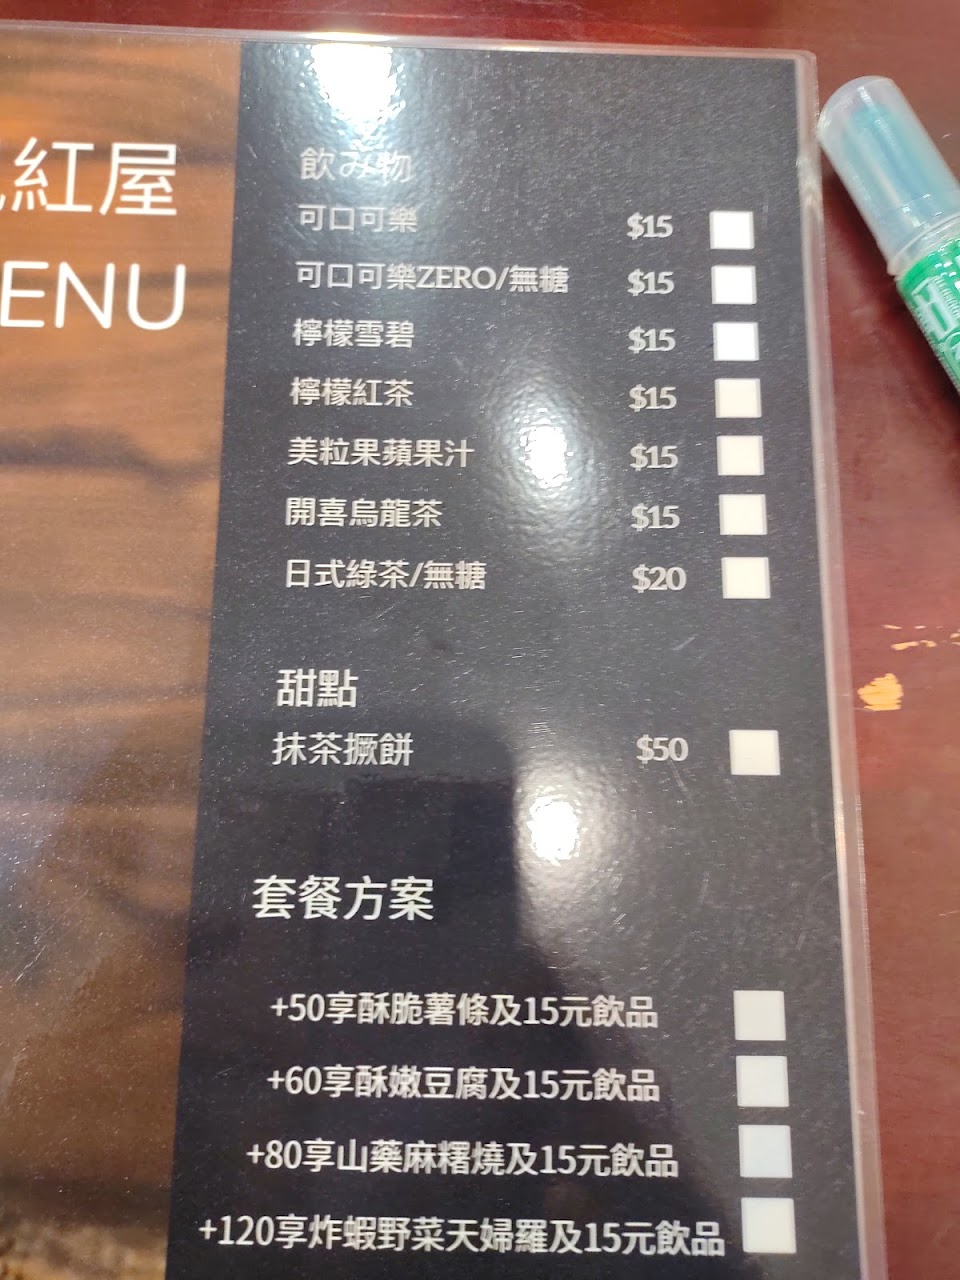 紅屋
ENU
飲み物
可口可樂 $15
可口可樂ZERO/無糖 $15
檸檬雪碧 $15
檸檬紅茶 $15
美粒果蘋果汁 $15
開喜烏龍茶 $15
日式綠茶/無糖 $20
甜點
抹茶撅餅 $50
套餐方案
+50享酥脆薯條及15元飲品
+60享酥嫩豆腐及15元飲品
+80享山藥麻糬燒及15元飲品
+120享炸蝦野菜天婦羅及15元飲品